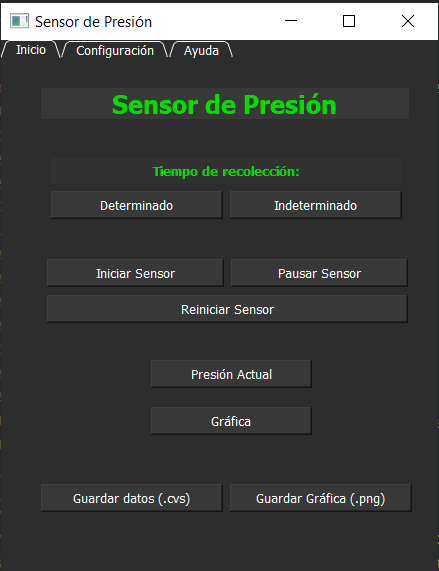 Sensor de Presión
Inicio Configuración Ayuda
Sensor de Presión
Tiempo de recolección:
Determinado Indeterminado
Iniciar Sensor Pausar Sensor
Reiniciar Sensor
Presión Actual
Gráfica
Guardar datos (.cvs) Guardar Gráfica (.png)